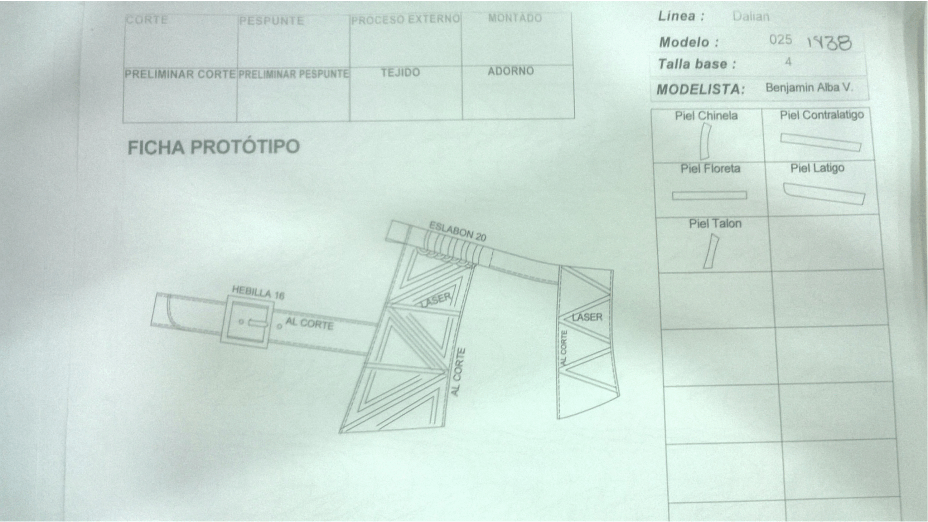 CORTE PESPUNTE PROCESO EXTERNO MONTADO
PRELIMINAR CORTE PRELIMINAR PESPUNTE TEJIDO ADORNO
Linea : Dalian
Modelo : 025 1438
Talla base : 4
MODELISTA: Benjamin Alba V.
FICHA PROTÓTIPO
Piel Chinela Piel Contralatigo
Piel Floreta Piel Latigo
Piel Talon
ESLABON 20
HEBILLA 16
AL CORTE
LASER
AL CORTE
LASER
AL CORTE